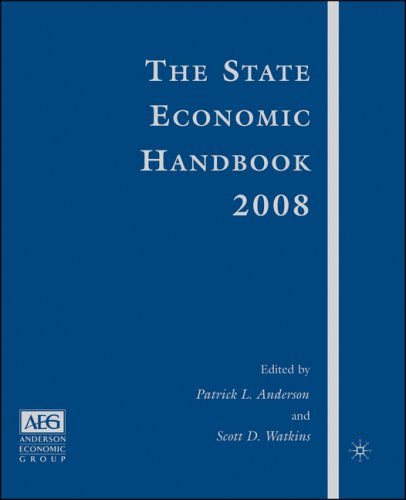 THE STATE
ECONOMIC
HANDBOOK
2008
Edited by
Patrick L. Anderson
and
Scott D. Watkins
AEG
ANDERSON
ECONOMIC
GROUP